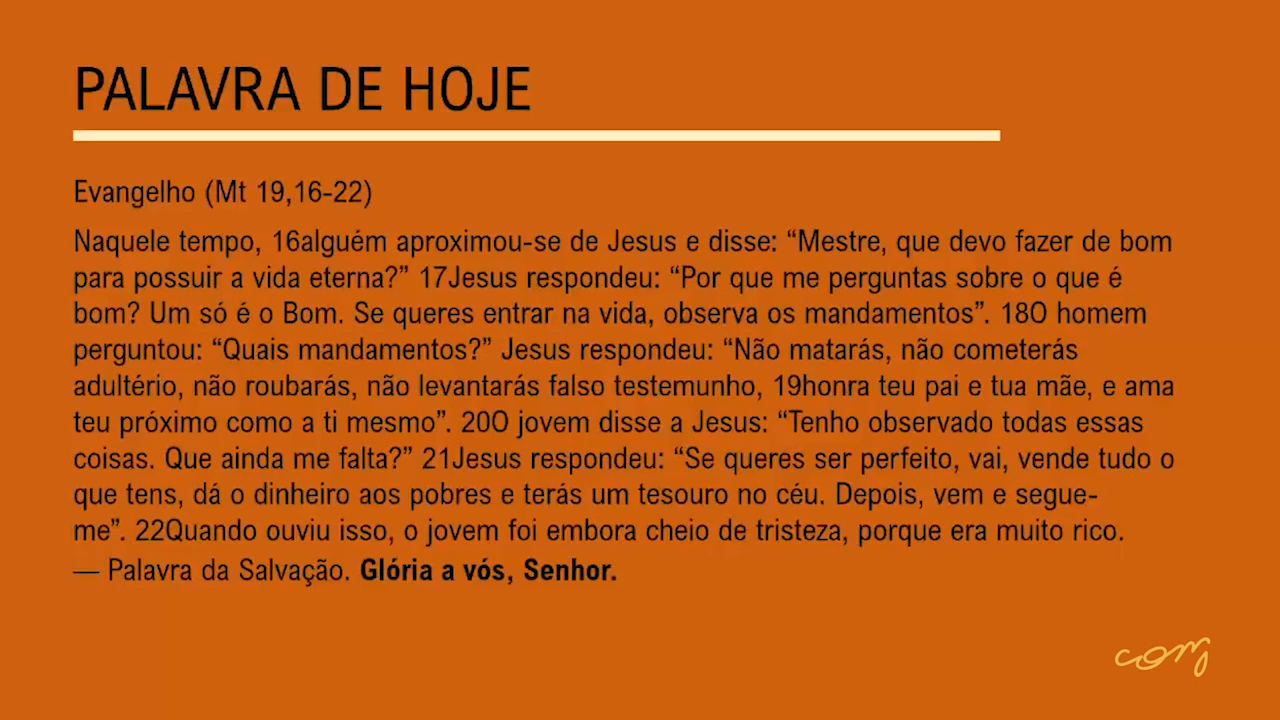 PALAVRA DE HOJE
Evangelho (Mt 19,16-22)
Naquele tempo, 16alguém aproximou-se de Jesus e disse: “Mestre, que devo fazer de bom
para possuir a vida eterna?” 17Jesus respondeu: “Por que me perguntas sobre o que é
bom? Um só é o Bom. Se queres entrar na vida, observa os mandamentos”. 18O homem
perguntou: “Quais mandamentos?” Jesus respondeu: “Não matarás, não cometerás
adultério, não roubarás, não levantarás falso testemunho, 19honra teu pai e tua mãe, e ama
teu próximo como a ti mesmo”. 20O jovem disse a Jesus: “Tenho observado todas essas
coisas. Que ainda me falta?” 21Jesus respondeu: “Se queres ser perfeito, vai, vende tudo o
que tens, dá o dinheiro aos pobres e terás um tesouro no céu. Depois, vem e segue-
me”. 22Quando ouviu isso, o jovem foi embora cheio de tristeza, porque era muito rico.
— Palavra da Salvação. Glória a vós, Senhor.